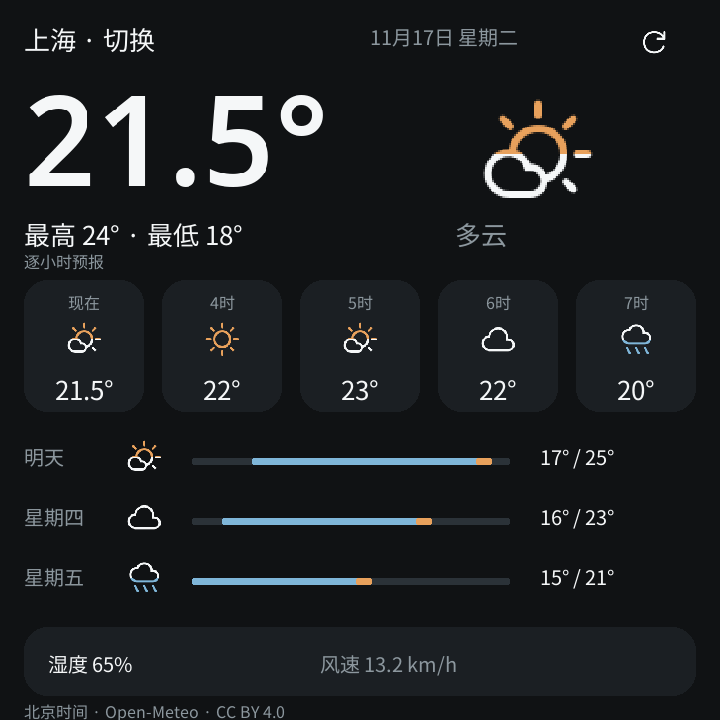 上海 · 切换 11月17日 星期二
21.5°
最高 24° · 最低 18° 多云
逐小时预报
现在 4时 5时 6时 7时
21.5° 22° 23° 22° 20°
明天 17° / 25°
星期四 16° / 23°
星期五 15° / 21°
湿度 65% 风速 13.2 km/h
北京时间 · Open-Meteo · CC BY 4.0